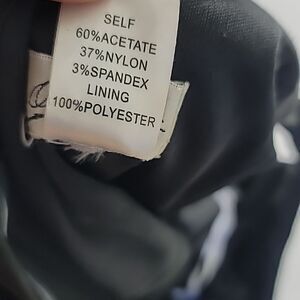 SELF
60%ACETATE
37%NYLON
3%SPANDEX
LINING
100%POLYESTER